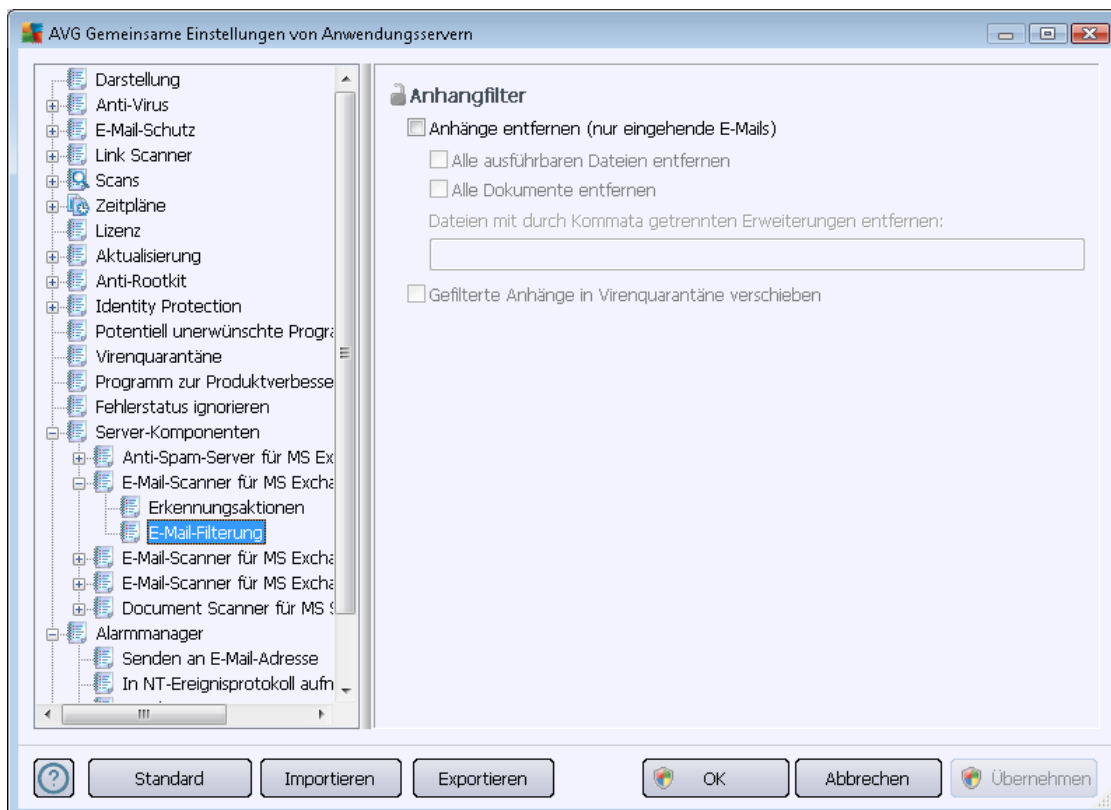 AVG Gemeinsame Einstellungen von Anwendungsservern
Darstellung
Anti-Virus
E-Mail-Schutz
Link Scanner
Scans
Zeitpläne
Lizenz
Aktualisierung
Anti-Rootkit
Identity Protection
Potentiell unerwünschte Progra
Virenquarantäne
Programm zur Produktverbesse
Fehlerstatus ignorieren
Server-Komponenten
Anti-Spam-Server für MS Ex
E-Mail-Scanner für MS Excha
Erkennungsaktionen
E-Mail-Filterung
E-Mail-Scanner für MS Excha
E-Mail-Scanner für MS Excha
Document Scanner für MS S
Alarmmanager
Senden an E-Mail-Adresse
In NT-Ereignisprotokoll aufn
Anhangfilter
Anhänge entfernen (nur eingehende E-Mails)
Alle ausführbaren Dateien entfernen
Alle Dokumente entfernen
Dateien mit durch Kommata getrennten Erweiterungen entfernen:
Gefilterte Anhänge in Virenquarantäne verschieben
Standard
Importieren
Exportieren
OK
Abbrechen
Übernehmen